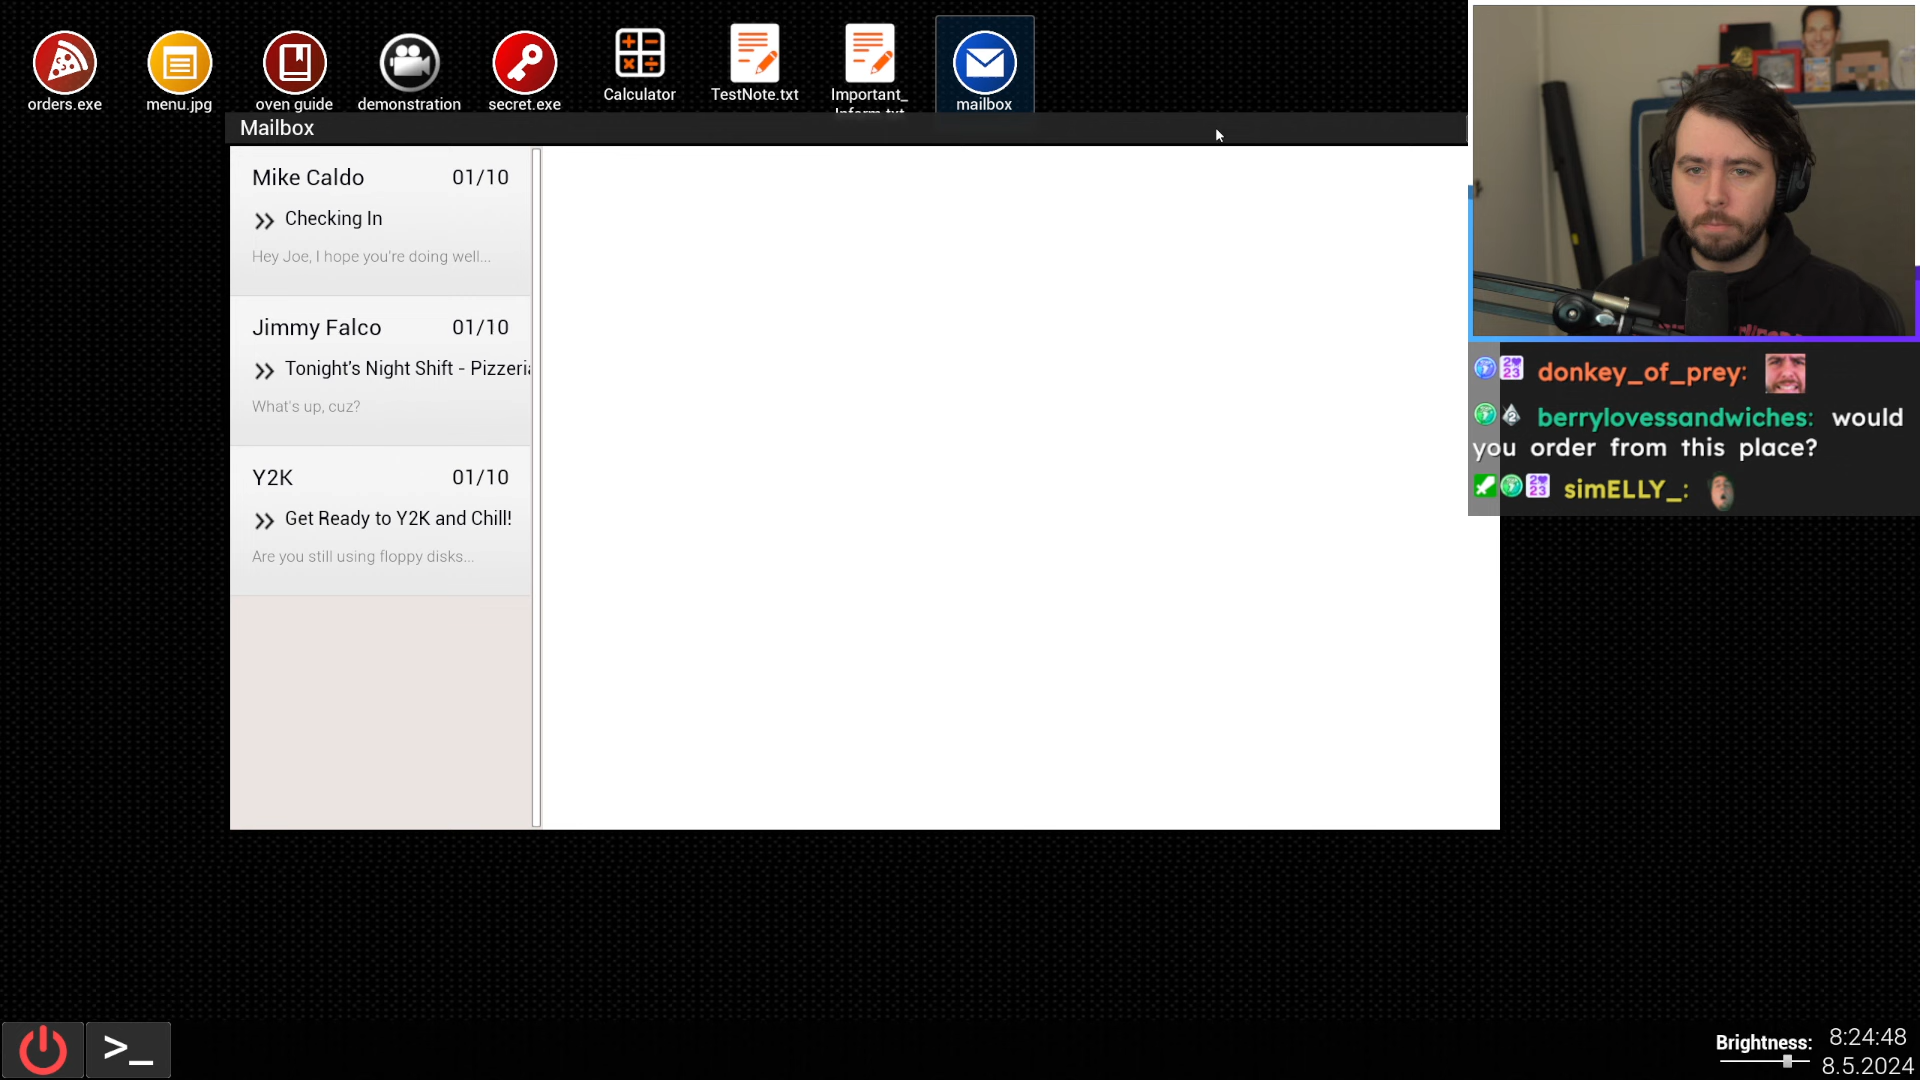 orders.exe
menu.jpg
oven guide
demonstration
secret.exe
Calculator
TestNote.txt
Important_
Inform.txt
mailbox
Mailbox
Mike Caldo 01/10
Checking In
Hey Joe, I hope you're doing well...
Jimmy Falco 01/10
Tonight's Night Shift - Pizzeria
What's up, cuz?
Y2K 01/10
Get Ready to Y2K and Chill!
Are you still using floppy disks...
donkey_of_prey:
berrylovessandwiches: would
you order from this place?
simELLY_:
>_
Brightness:
8:24:48
8.5.2024